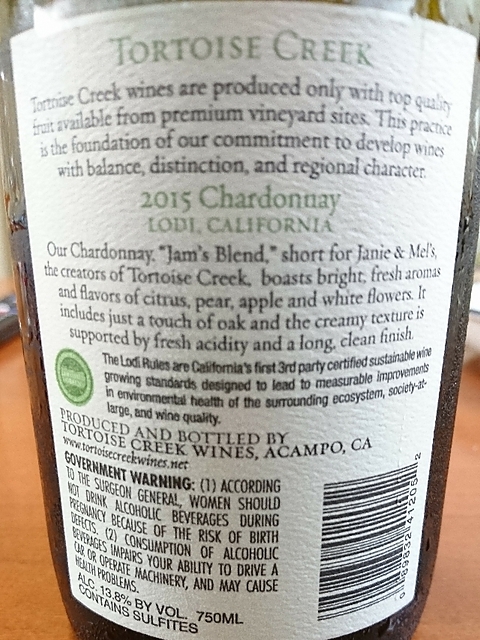 TORTOISE CREEK
Tortoise Creek wines are produced only with top quality
fruit available from premium vineyard sites. This practice
is the foundation of our commitment to develop wines
with balance, distinction, and regional character.
2015 Chardonnay
LODI, CALIFORNIA
Our Chardonnay, "Jam's Blend," short for Janie & Mel's,
the creators of Tortoise Creek, boasts bright, fresh aromas
and flavors of citrus, pear, apple and white flowers. It
includes just a touch of oak and the creamy texture is
supported by fresh acidity and a long, clean finish.
The Lodi Rules are California's first 3rd party certified sustainable wine
growing standards designed to lead to measurable improvements
in environmental health of the surrounding ecosystem, society-at-
large, and wine quality.
PRODUCED AND BOTTLED BY
TORTOISE CREEK WINES, ACAMPO, CA
www.tortoisecreekwines.net
GOVERNMENT WARNING: (1) ACCORDING
TO THE SURGEON GENERAL, WOMEN SHOULD
NOT DRINK ALCOHOLIC BEVERAGES DURING
PREGNANCY BECAUSE OF THE RISK OF BIRTH
DEFECTS. (2) CONSUMPTION OF ALCOHOLIC
BEVERAGES IMPAIRS YOUR ABILITY TO DRIVE A
CAR OR OPERATE MACHINERY, AND MAY CAUSE
HEALTH PROBLEMS.
ALC. 13.8% BY VOL. 750ML
CONTAINS SULFITES